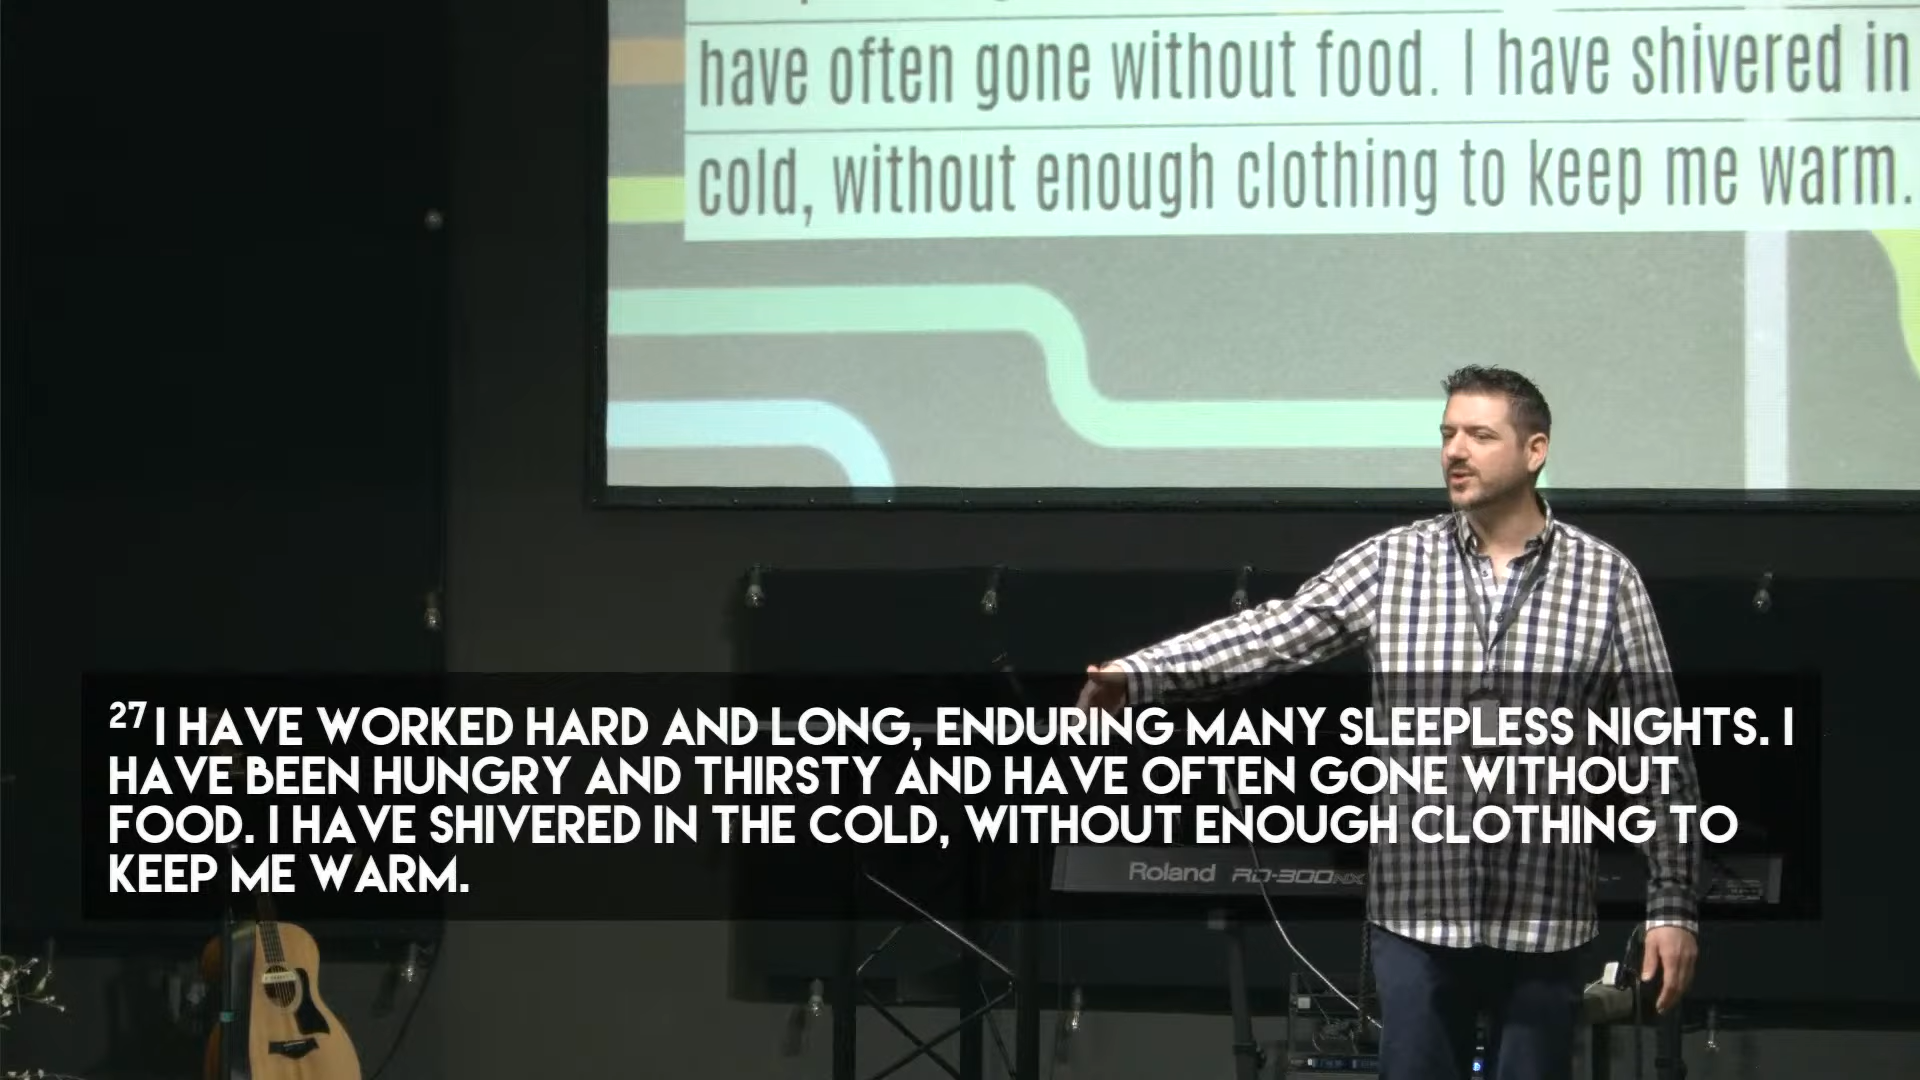 have often gone without food. I have shivered in
cold, without enough clothing to keep me warm.
27 I HAVE WORKED HARD AND LONG, ENDURING MANY SLEEPLESS NIGHTS. I
HAVE BEEN HUNGRY AND THIRSTY AND HAVE OFTEN GONE WITHOUT
FOOD. I HAVE SHIVERED IN THE COLD, WITHOUT ENOUGH CLOTHING TO
KEEP ME WARM.
Roland RD-300NX